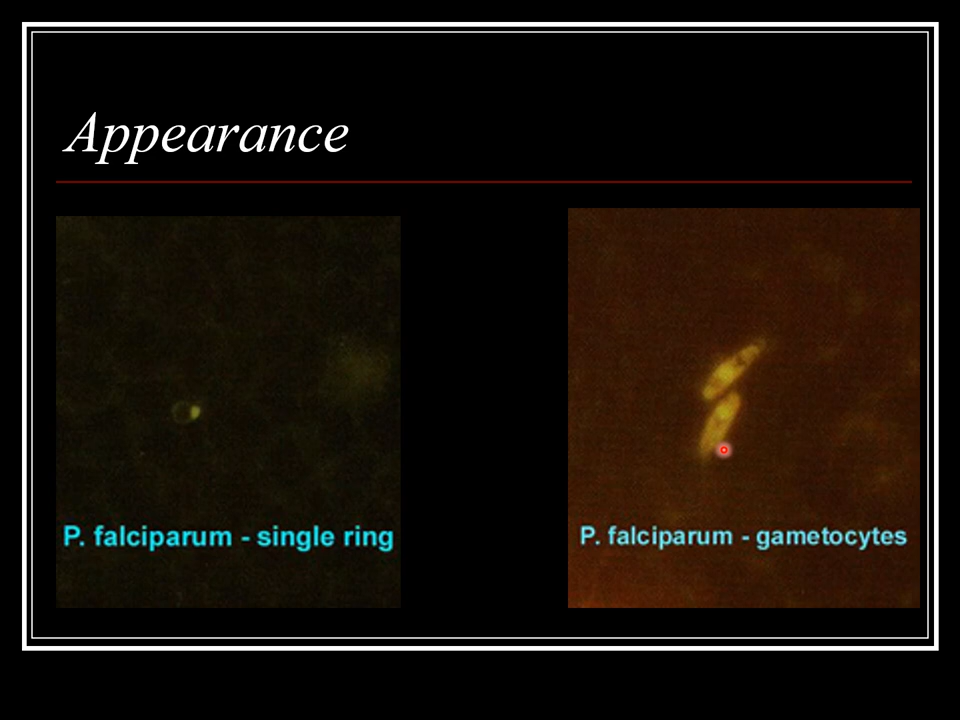 Appearance
P. falciparum - single ring
P. falciparum - gametocytes